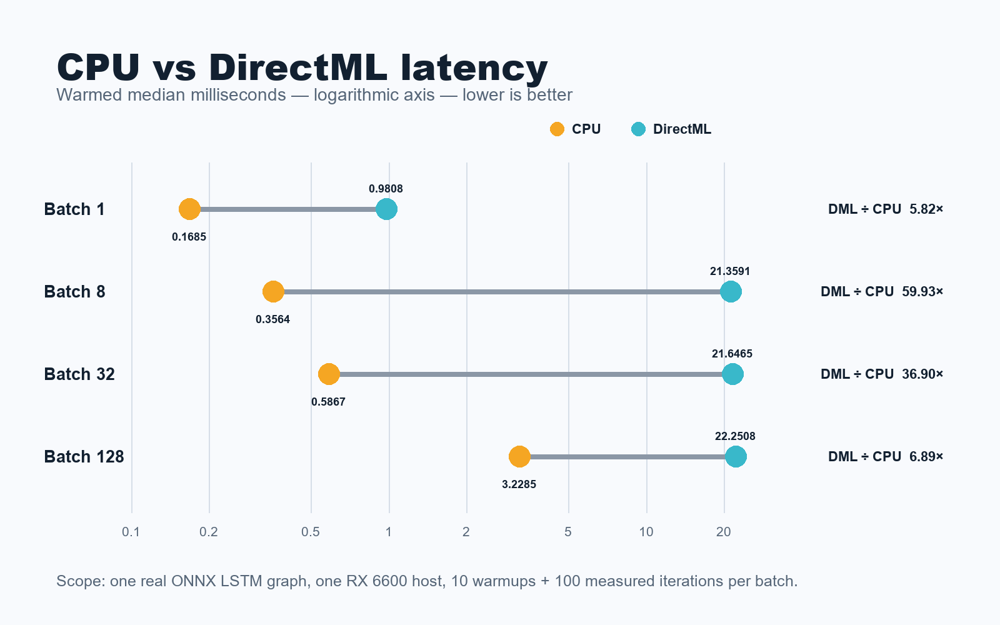 CPU vs DirectML latency
Warmed median milliseconds — logarithmic axis — lower is better
CPU DirectML
0.9808
Batch 1 DML ÷ CPU 5.82×
0.1685
21.3591
Batch 8 DML ÷ CPU 59.93×
0.3564
21.6465
Batch 32 DML ÷ CPU 36.90×
0.5867
22.2508
Batch 128 DML ÷ CPU 6.89×
3.2285
0.1 0.2 0.5 1 2 5 10 20
Scope: one real ONNX LSTM graph, one RX 6600 host, 10 warmups + 100 measured iterations per batch.